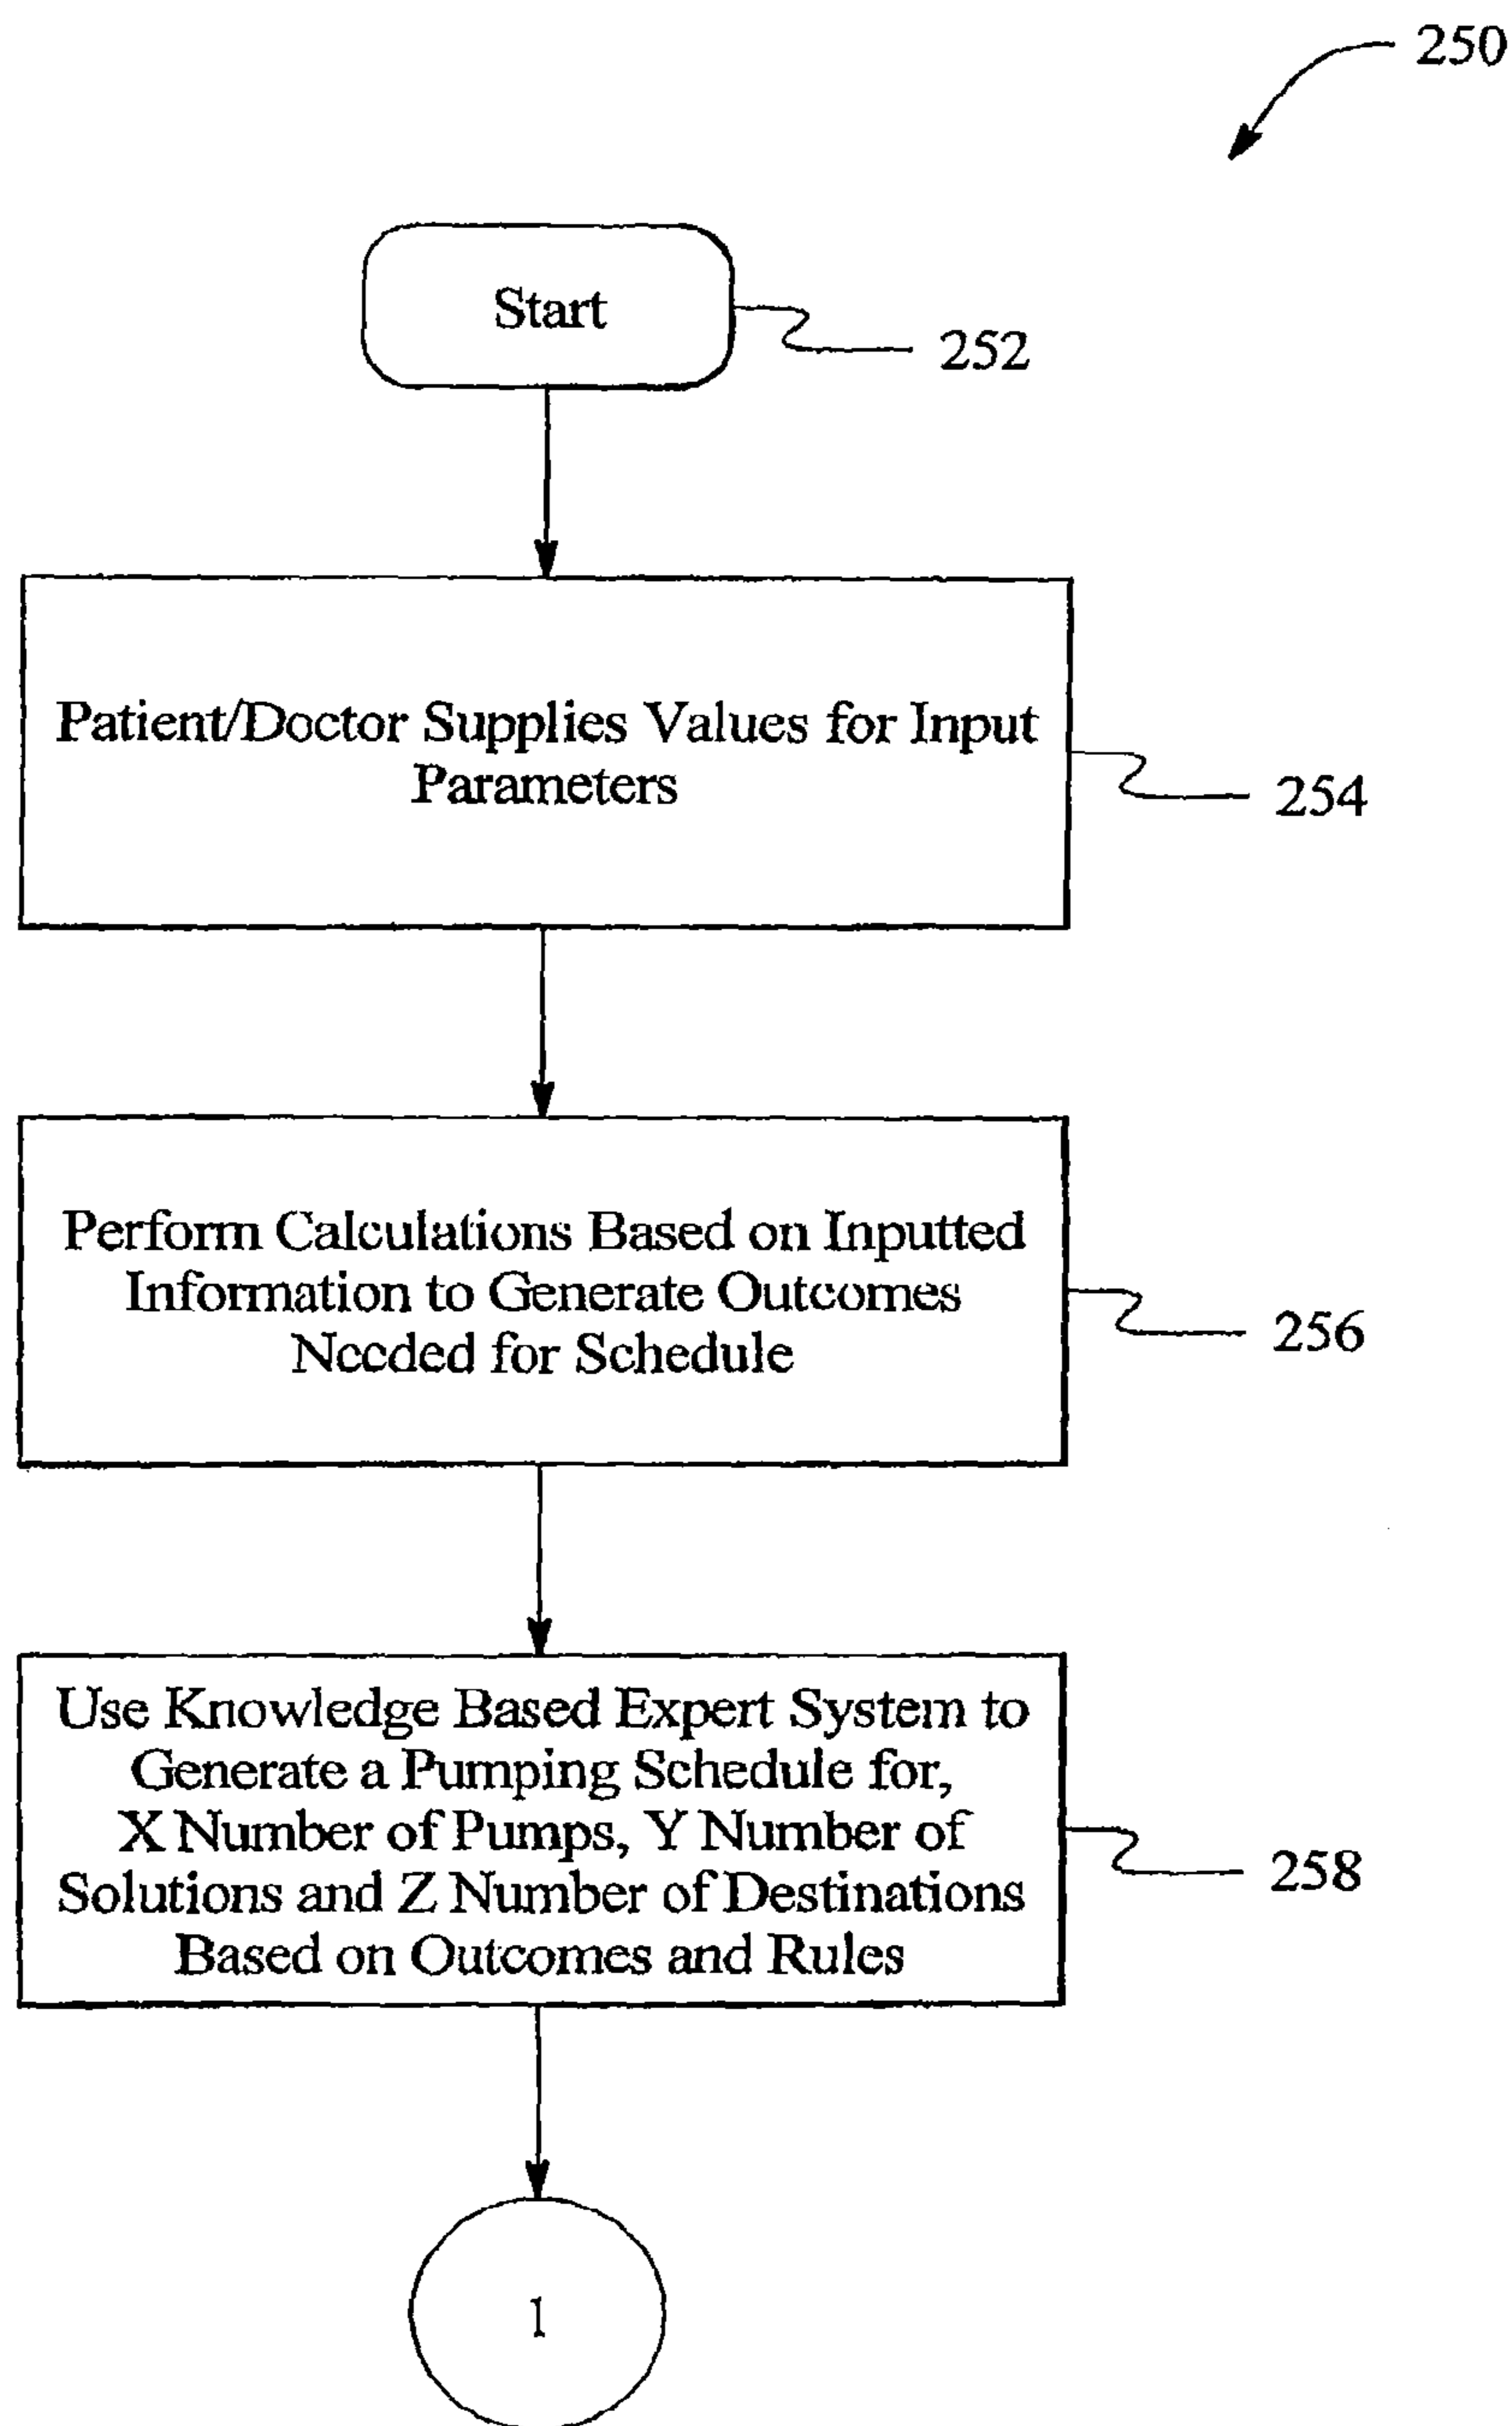 250
Start
252
Patient/Doctor Supplies Values for Input
Parameters
254
Perform Calculations Based on Inputted
Information to Generate Outcomes
Needed for Schedule
256
Use Knowledge Based Expert System to
Generate a Pumping Schedule for,
X Number of Pumps, Y Number of
Solutions and Z Number of Destinations
Based on Outcomes and Rules
258
1